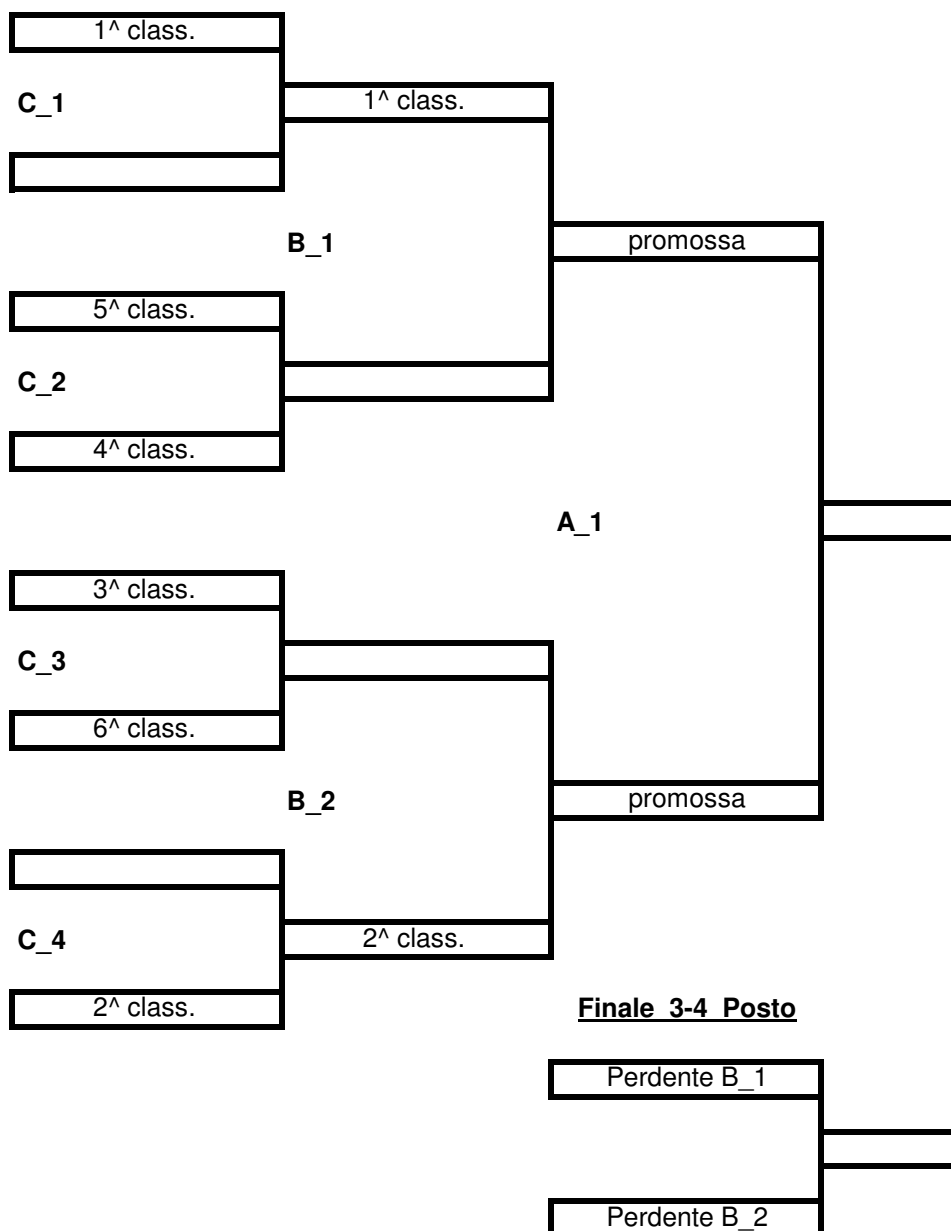 1^ class.
C_1
1^ class.
B_1
promossa
5^ class.
C_2
4^ class.
A_1
3^ class.
C_3
6^ class.
B_2
promossa
C_4
2^ class.
2^ class.
Finale 3-4 Posto
Perdente B_1
Perdente B_2